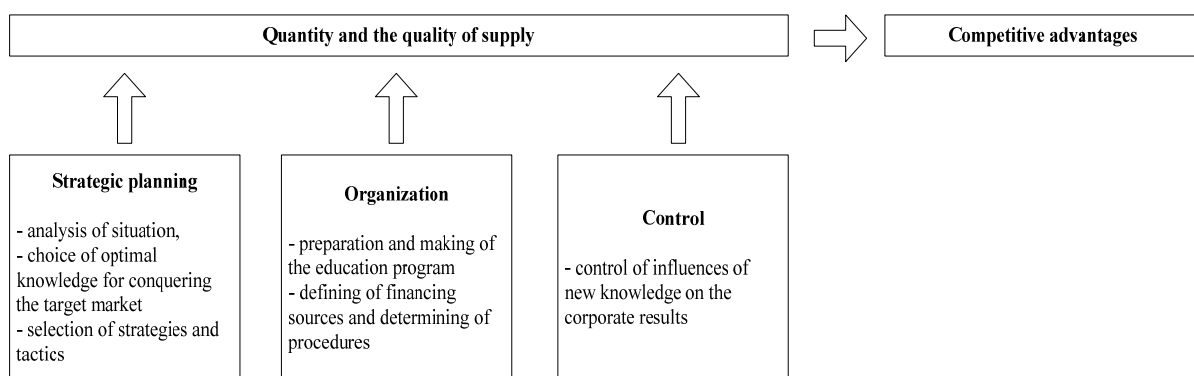 Quantity and the quality of supply
Competitive advantages
Strategic planning
- analysis of situation,
- choice of optimal
knowledge for conquering
the target market
- selection of strategies and
tactics
Organization
- preparation and making of
the education program
- defining of financing
sources and determining of
procedures
Control
- control of influences of
new knowledge on the
corporate results